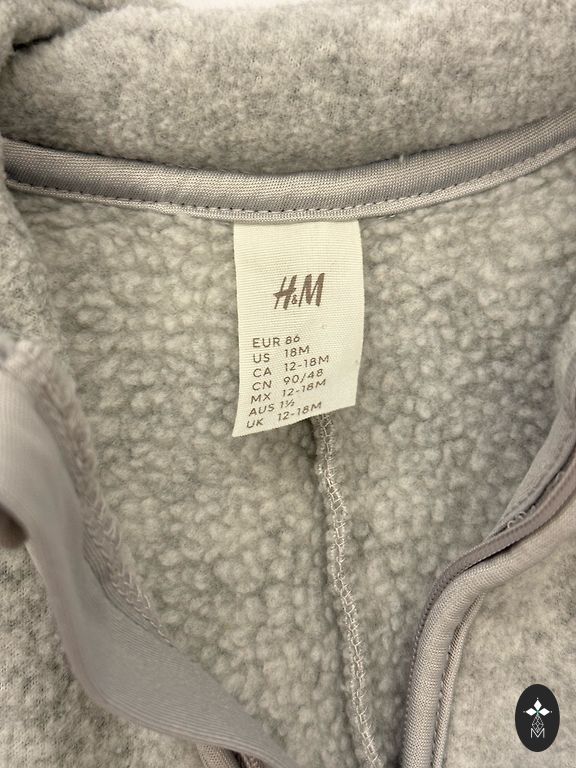 H&M
EUR 86
US 18M
CA 12-18M
CN 90/48
MX 12-18M
AUS 1½
UK 12-18M
M